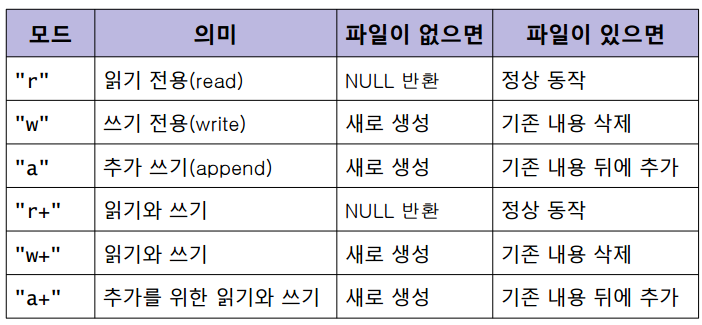 모드 의미 파일이 없으면 파일이 있으면
"r" 읽기 전용(read) NULL 반환 정상 동작
"w" 쓰기 전용(write) 새로 생성 기존 내용 삭제
"a" 추가 쓰기(append) 새로 생성 기존 내용 뒤에 추가
"r+" 읽기와 쓰기 NULL 반환 정상 동작
"w+" 읽기와 쓰기 새로 생성 기존 내용 삭제
"a+" 추가를 위한 읽기와 쓰기 새로 생성 기존 내용 뒤에 추가